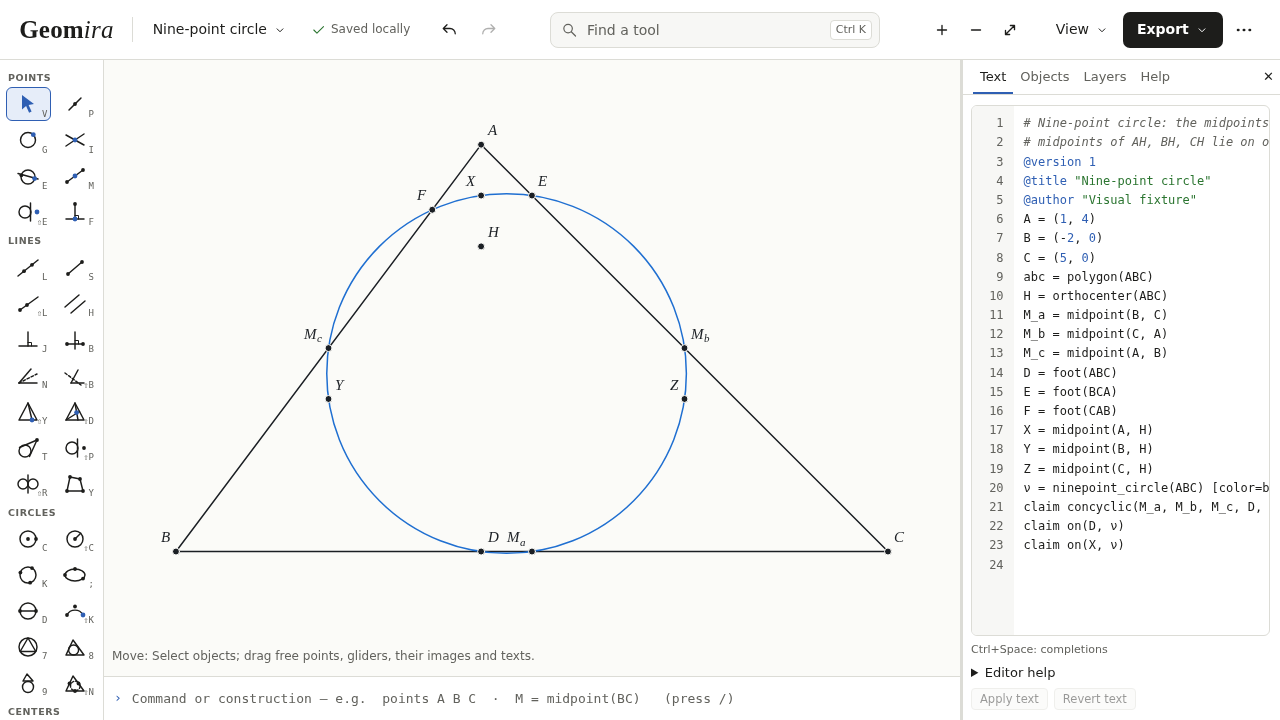 Geomira
Nine-point circle
Saved locally
Find a tool
Ctrl K
View
Export
POINTS
V
P
G
I
E
M
⇧E
F
LINES
L
S
⇧L
H
J
B
N
⇧B
⇧Y
⇧D
T
⇧P
⇧R
Y
CIRCLES
C
⇧C
K
;
D
⇧K
7
8
9
⇧N
CENTERS
A
X
E
F
H
Mc
Mb
Y
Z
B
D
Ma
C
Move: Select objects; drag free points, gliders, their images and texts.
› Command or construction — e.g. points A B C · M = midpoint(BC) (press /)
Text Objects Layers Help ×
1 # Nine-point circle: the midpoints
2 # midpoints of AH, BH, CH lie on o
3 @version 1
4 @title "Nine-point circle"
5 @author "Visual fixture"
6 A = (1, 4)
7 B = (-2, 0)
8 C = (5, 0)
9 abc = polygon(ABC)
10 H = orthocenter(ABC)
11 M_a = midpoint(B, C)
12 M_b = midpoint(C, A)
13 M_c = midpoint(A, B)
14 D = foot(ABC)
15 E = foot(BCA)
16 F = foot(CAB)
17 X = midpoint(A, H)
18 Y = midpoint(B, H)
19 Z = midpoint(C, H)
20 ν = ninepoint_circle(ABC) [color=b
21 claim concyclic(M_a, M_b, M_c, D,
22 claim on(D, ν)
23 claim on(X, ν)
24
Ctrl+Space: completions
Editor help
Apply text
Revert text